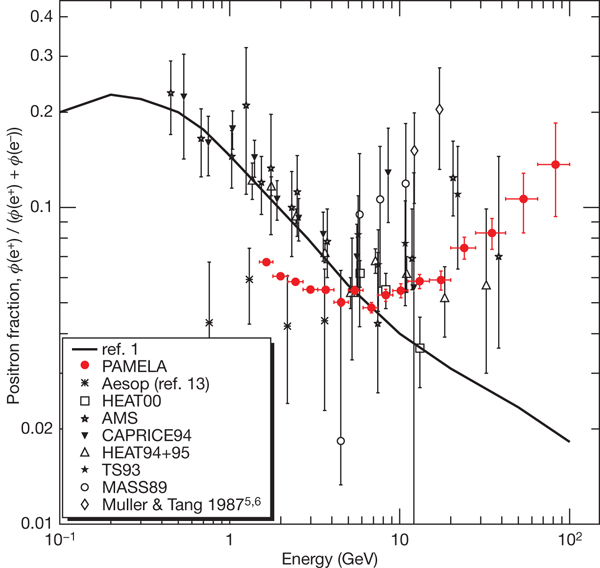 0.4
0.3
0.2
0.1
0.02
0.01
Positron fraction, ϕ(e⁺) / (ϕ(e⁺) + ϕ(e⁻))
ref. 1
PAMELA
Aesop (ref. 13)
HEAT00
AMS
CAPRICE94
HEAT94+95
TS93
MASS89
Muller & Tang 1987⁵,⁶
10⁻¹ 1 10 10²
Energy (GeV)